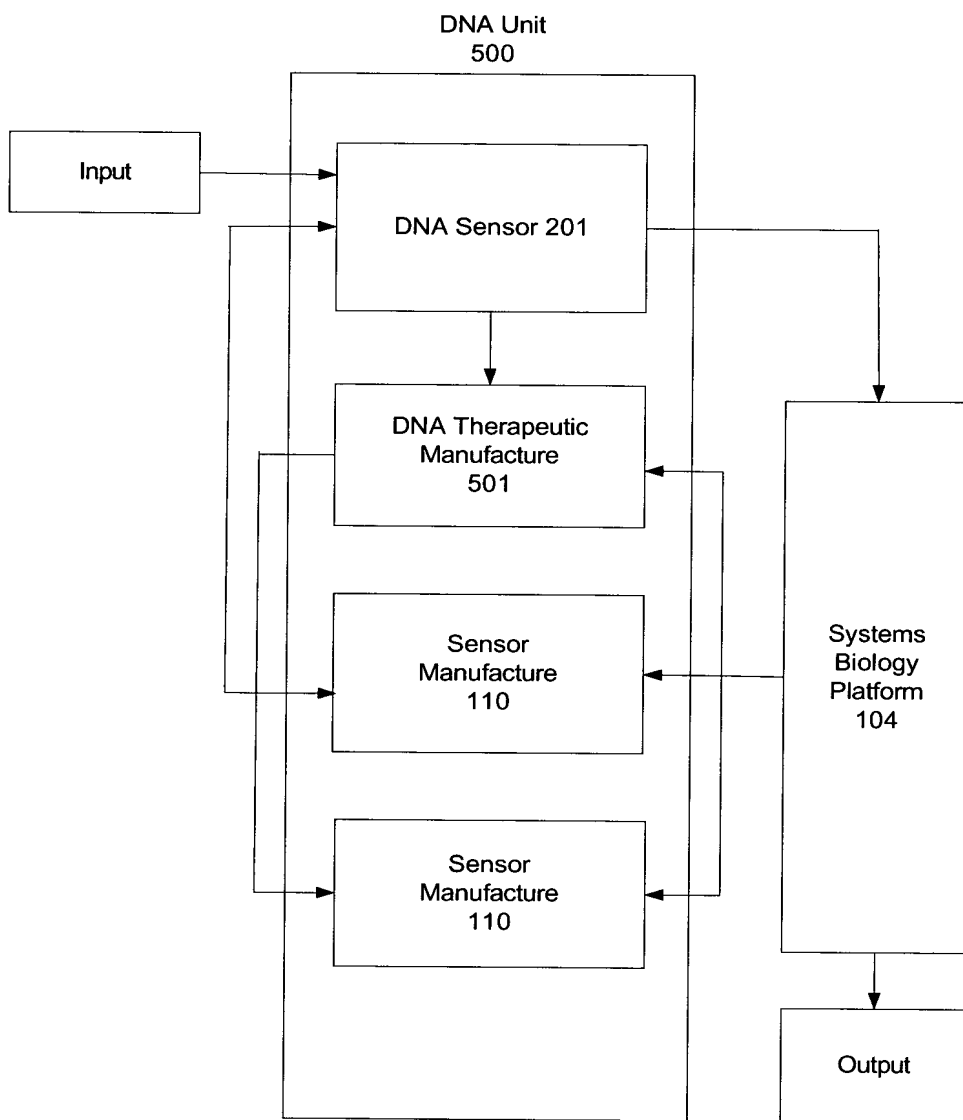 DNA Unit
500
Input
DNA Sensor 201
DNA Therapeutic
Manufacture
501
Sensor
Manufacture
110
Systems
Biology
Platform
104
Sensor
Manufacture
110
Output